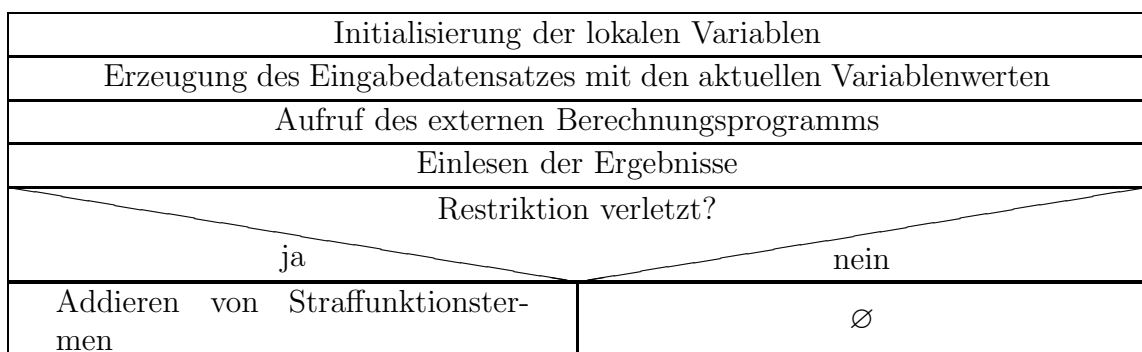 Initialisierung der lokalen Variablen
Erzeugung des Eingabedatensatzes mit den aktuellen Variablenwerten
Aufruf des externen Berechnungsprogramms
Einlesen der Ergebnisse
Restriktion verletzt?
ja
nein
Addieren von Straffunktionster-
men
∅